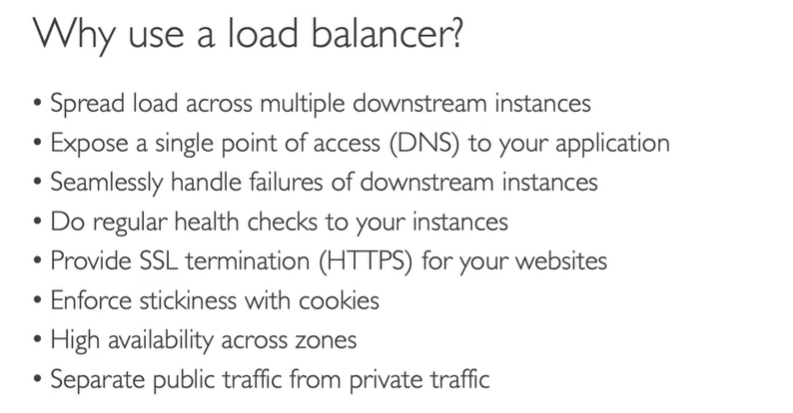 Why use a load balancer?
• Spread load across multiple downstream instances
• Expose a single point of access (DNS) to your application
• Seamlessly handle failures of downstream instances
• Do regular health checks to your instances
• Provide SSL termination (HTTPS) for your websites
• Enforce stickiness with cookies
• High availability across zones
• Separate public traffic from private traffic